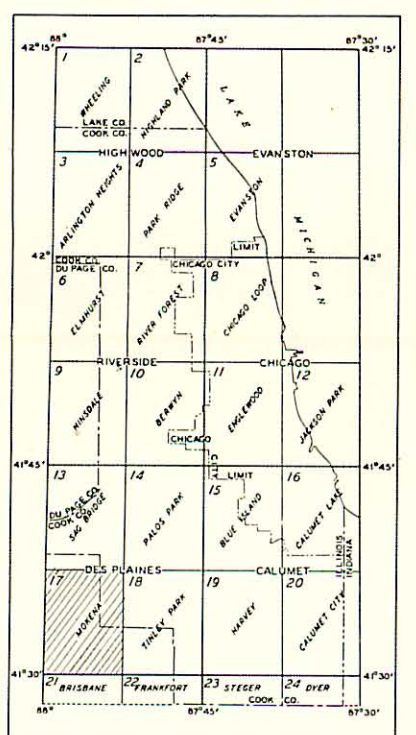 88° 87°45' 87°30'
42°15' 42°15'
1 2
WHEELING HIGHLAND PARK LAKE
LAKE CO.
COOK CO.
HIGHWOOD EVANSTON
3 4 5
ARLINGTON HEIGHTS PARK RIDGE EVANSTON MICHIGAN
LIMIT
42° 42°
COOK CO.
DU PAGE CO.
CHICAGO CITY
6 7 8
ELMHURST RIVER FOREST CHICAGO LOOP
RIVERSIDE CHICAGO
9 10 11 12
HINSDALE BERWYN ENGLEWOOD JACKSON PARK
CHICAGO
CITY
41°45' 41°45'
13 14 15 16
LIMIT
DU PAGE CO.
COOK CO.
SAG BRIDGE PALOS PARK BLUE ISLAND CALUMET LAKE
ILLINOIS
INDIANA
DES PLAINES CALUMET
17 18 19 20
MOKENA TINLEY PARK HARVEY CALUMET CITY
41°30' 41°30'
21 BRISBANE 22 FRANKFORT 23 STEGER 24 DYER
COOK CO.
88° 87°45' 87°30'